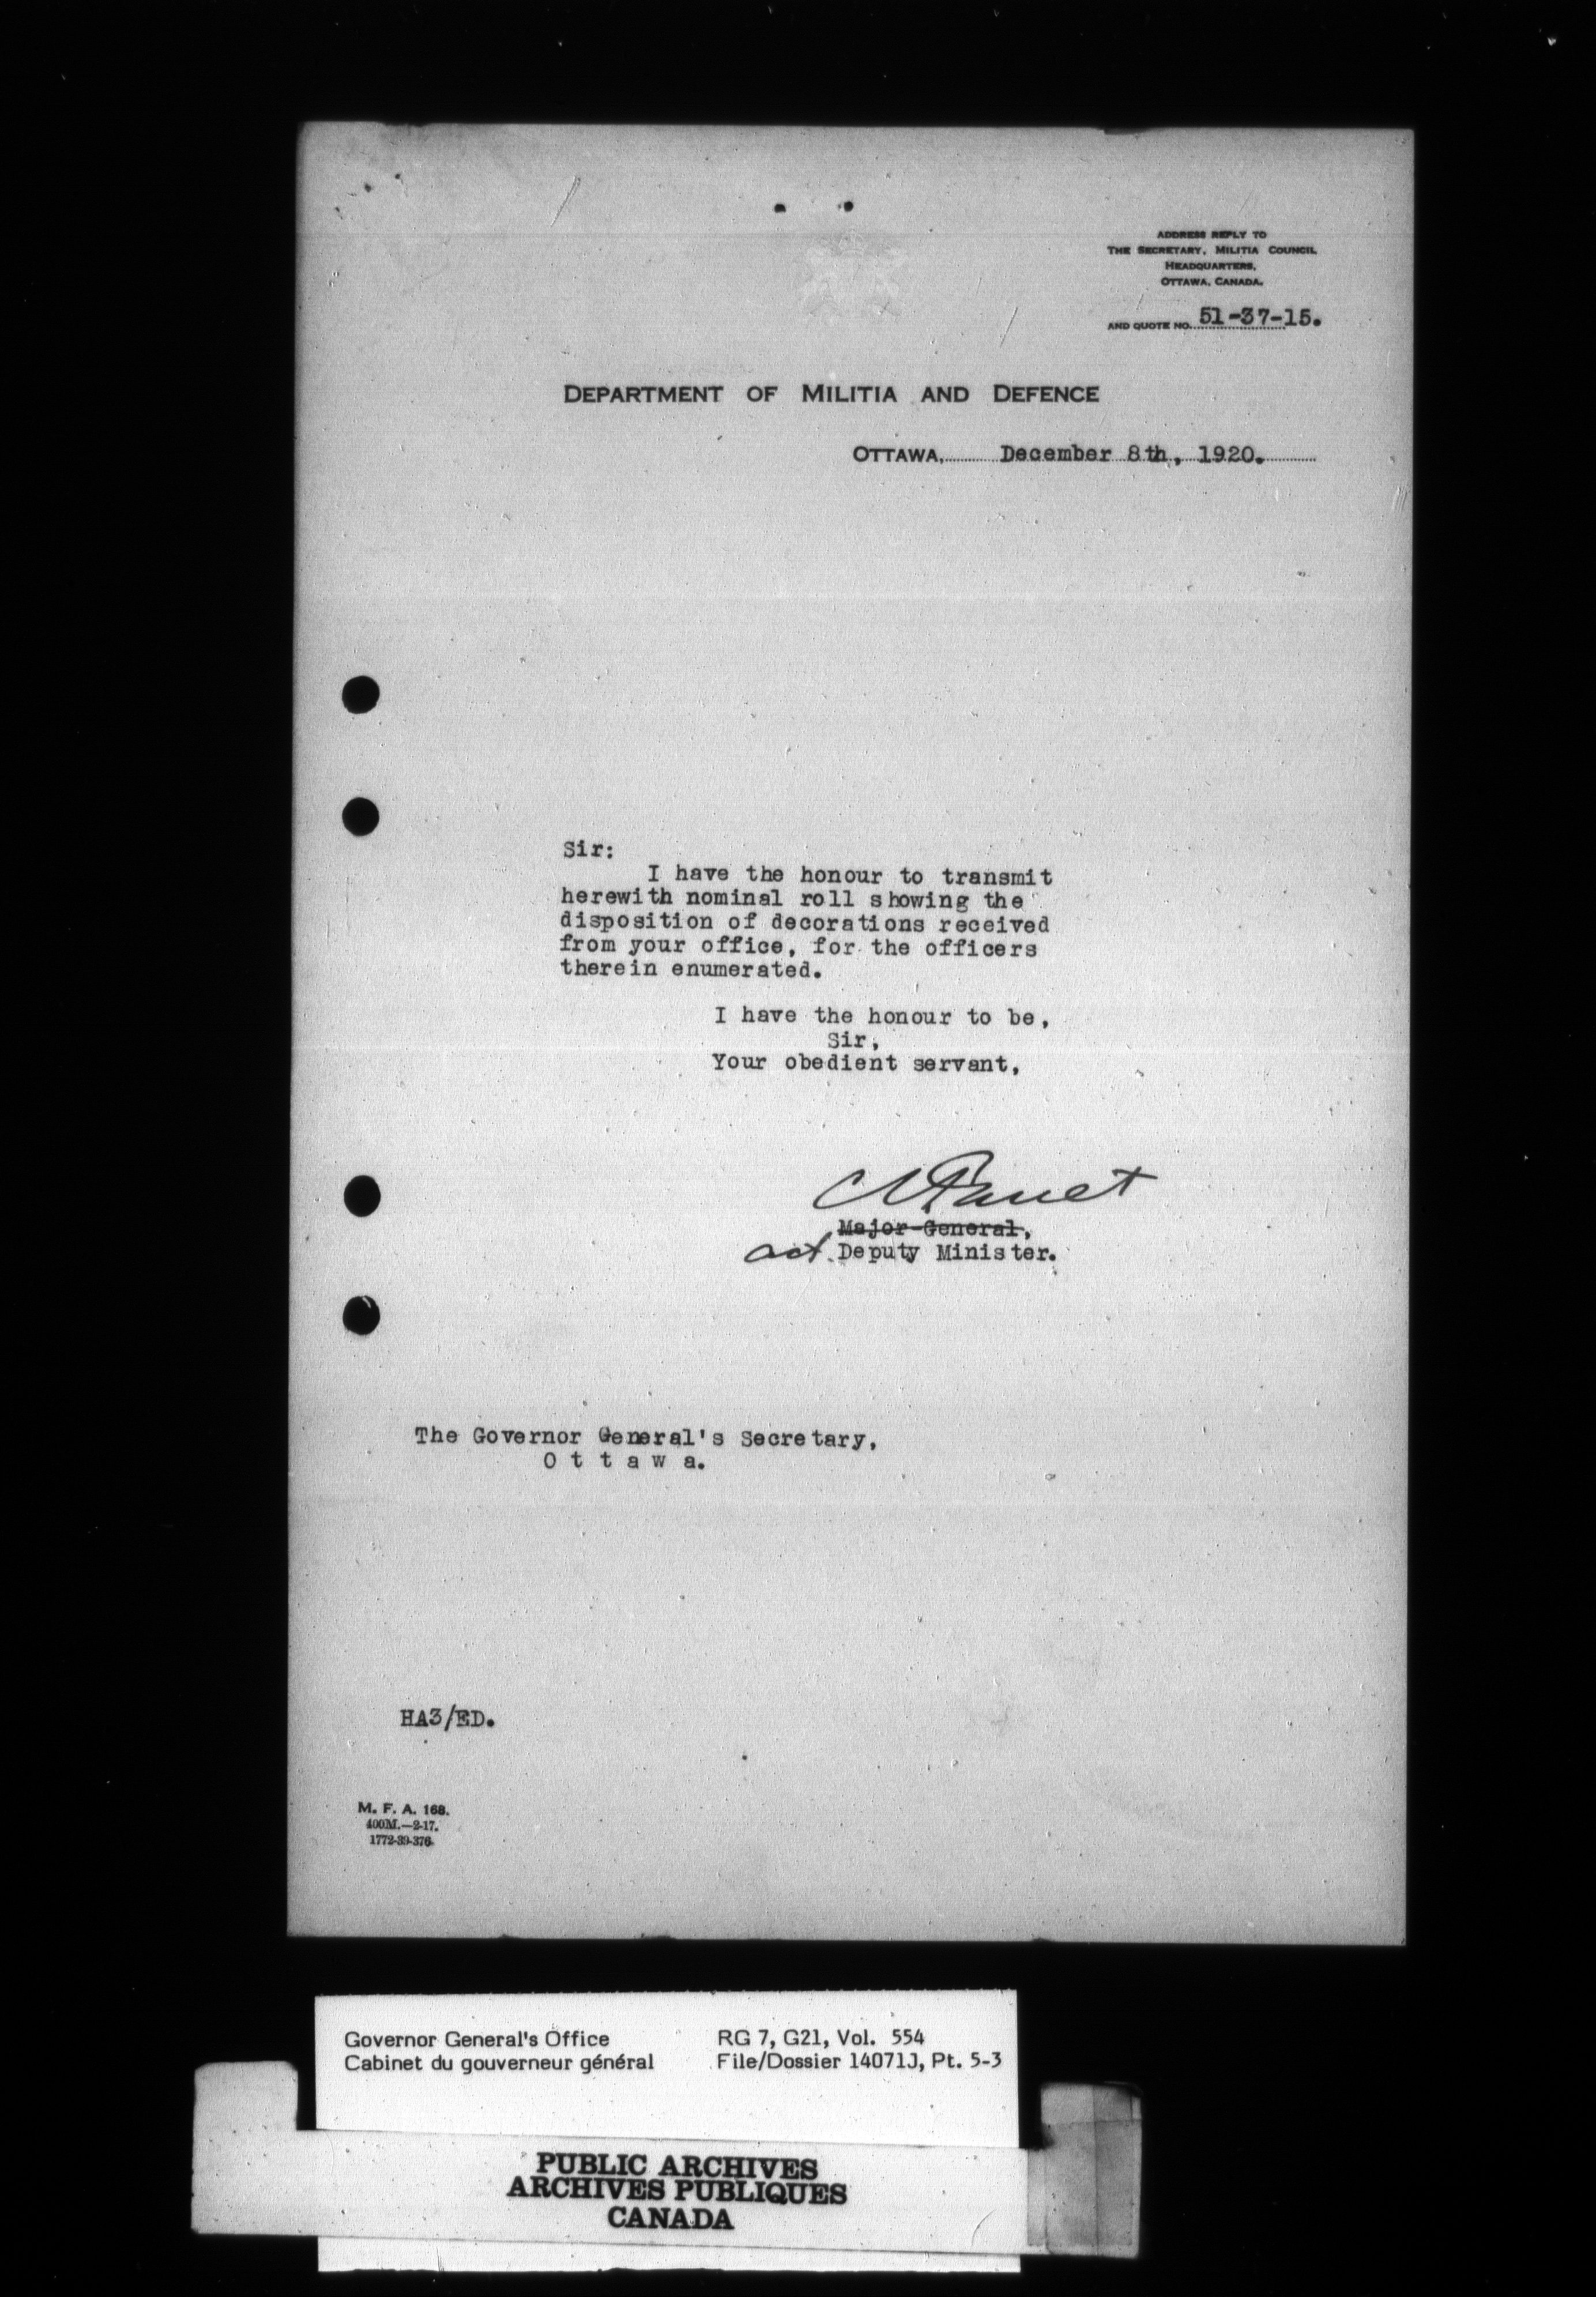 ADDRESS REPLY TO
THE SECRETARY, MILITIA COUNCIL
HEADQUARTERS,
OTTAWA, CANADA.
AND QUOTE NO. 51-37-15.
DEPARTMENT OF MILITIA AND DEFENCE
OTTAWA, December 8th, 1920.
Sir:
I have the honour to transmit
herewith nominal roll showing the
disposition of decorations received
from your office, for the officers
therein enumerated.
I have the honour to be,
Sir,
Your obedient servant,
Panet
Major-General,
act. Deputy Minister.
The Governor General's Secretary,
O t t a w a.
HA3/ED.
M. F. A. 168.
400M.—2-17.
1772-39-376.
Governor General's Office RG 7, G21, Vol. 554
Cabinet du gouverneur général File/Dossier 14071J, Pt. 5-3
PUBLIC ARCHIVES
ARCHIVES PUBLIQUES
CANADA